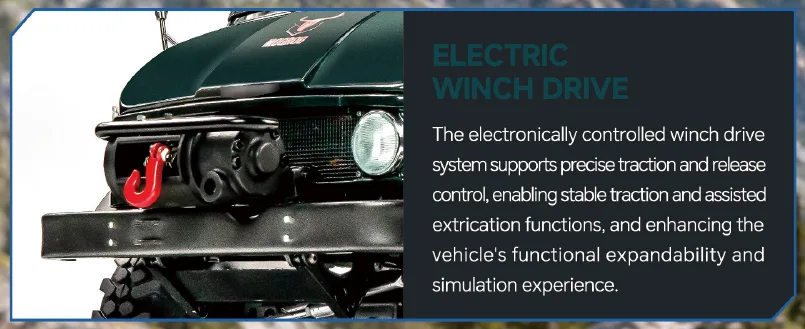 ELECTRIC
WINCH DRIVE
The electronically controlled winch drive
system supports precise traction and release
control, enabling stable traction and assisted
extrication functions, and enhancing the
vehicle's functional expandability and
simulation experience.